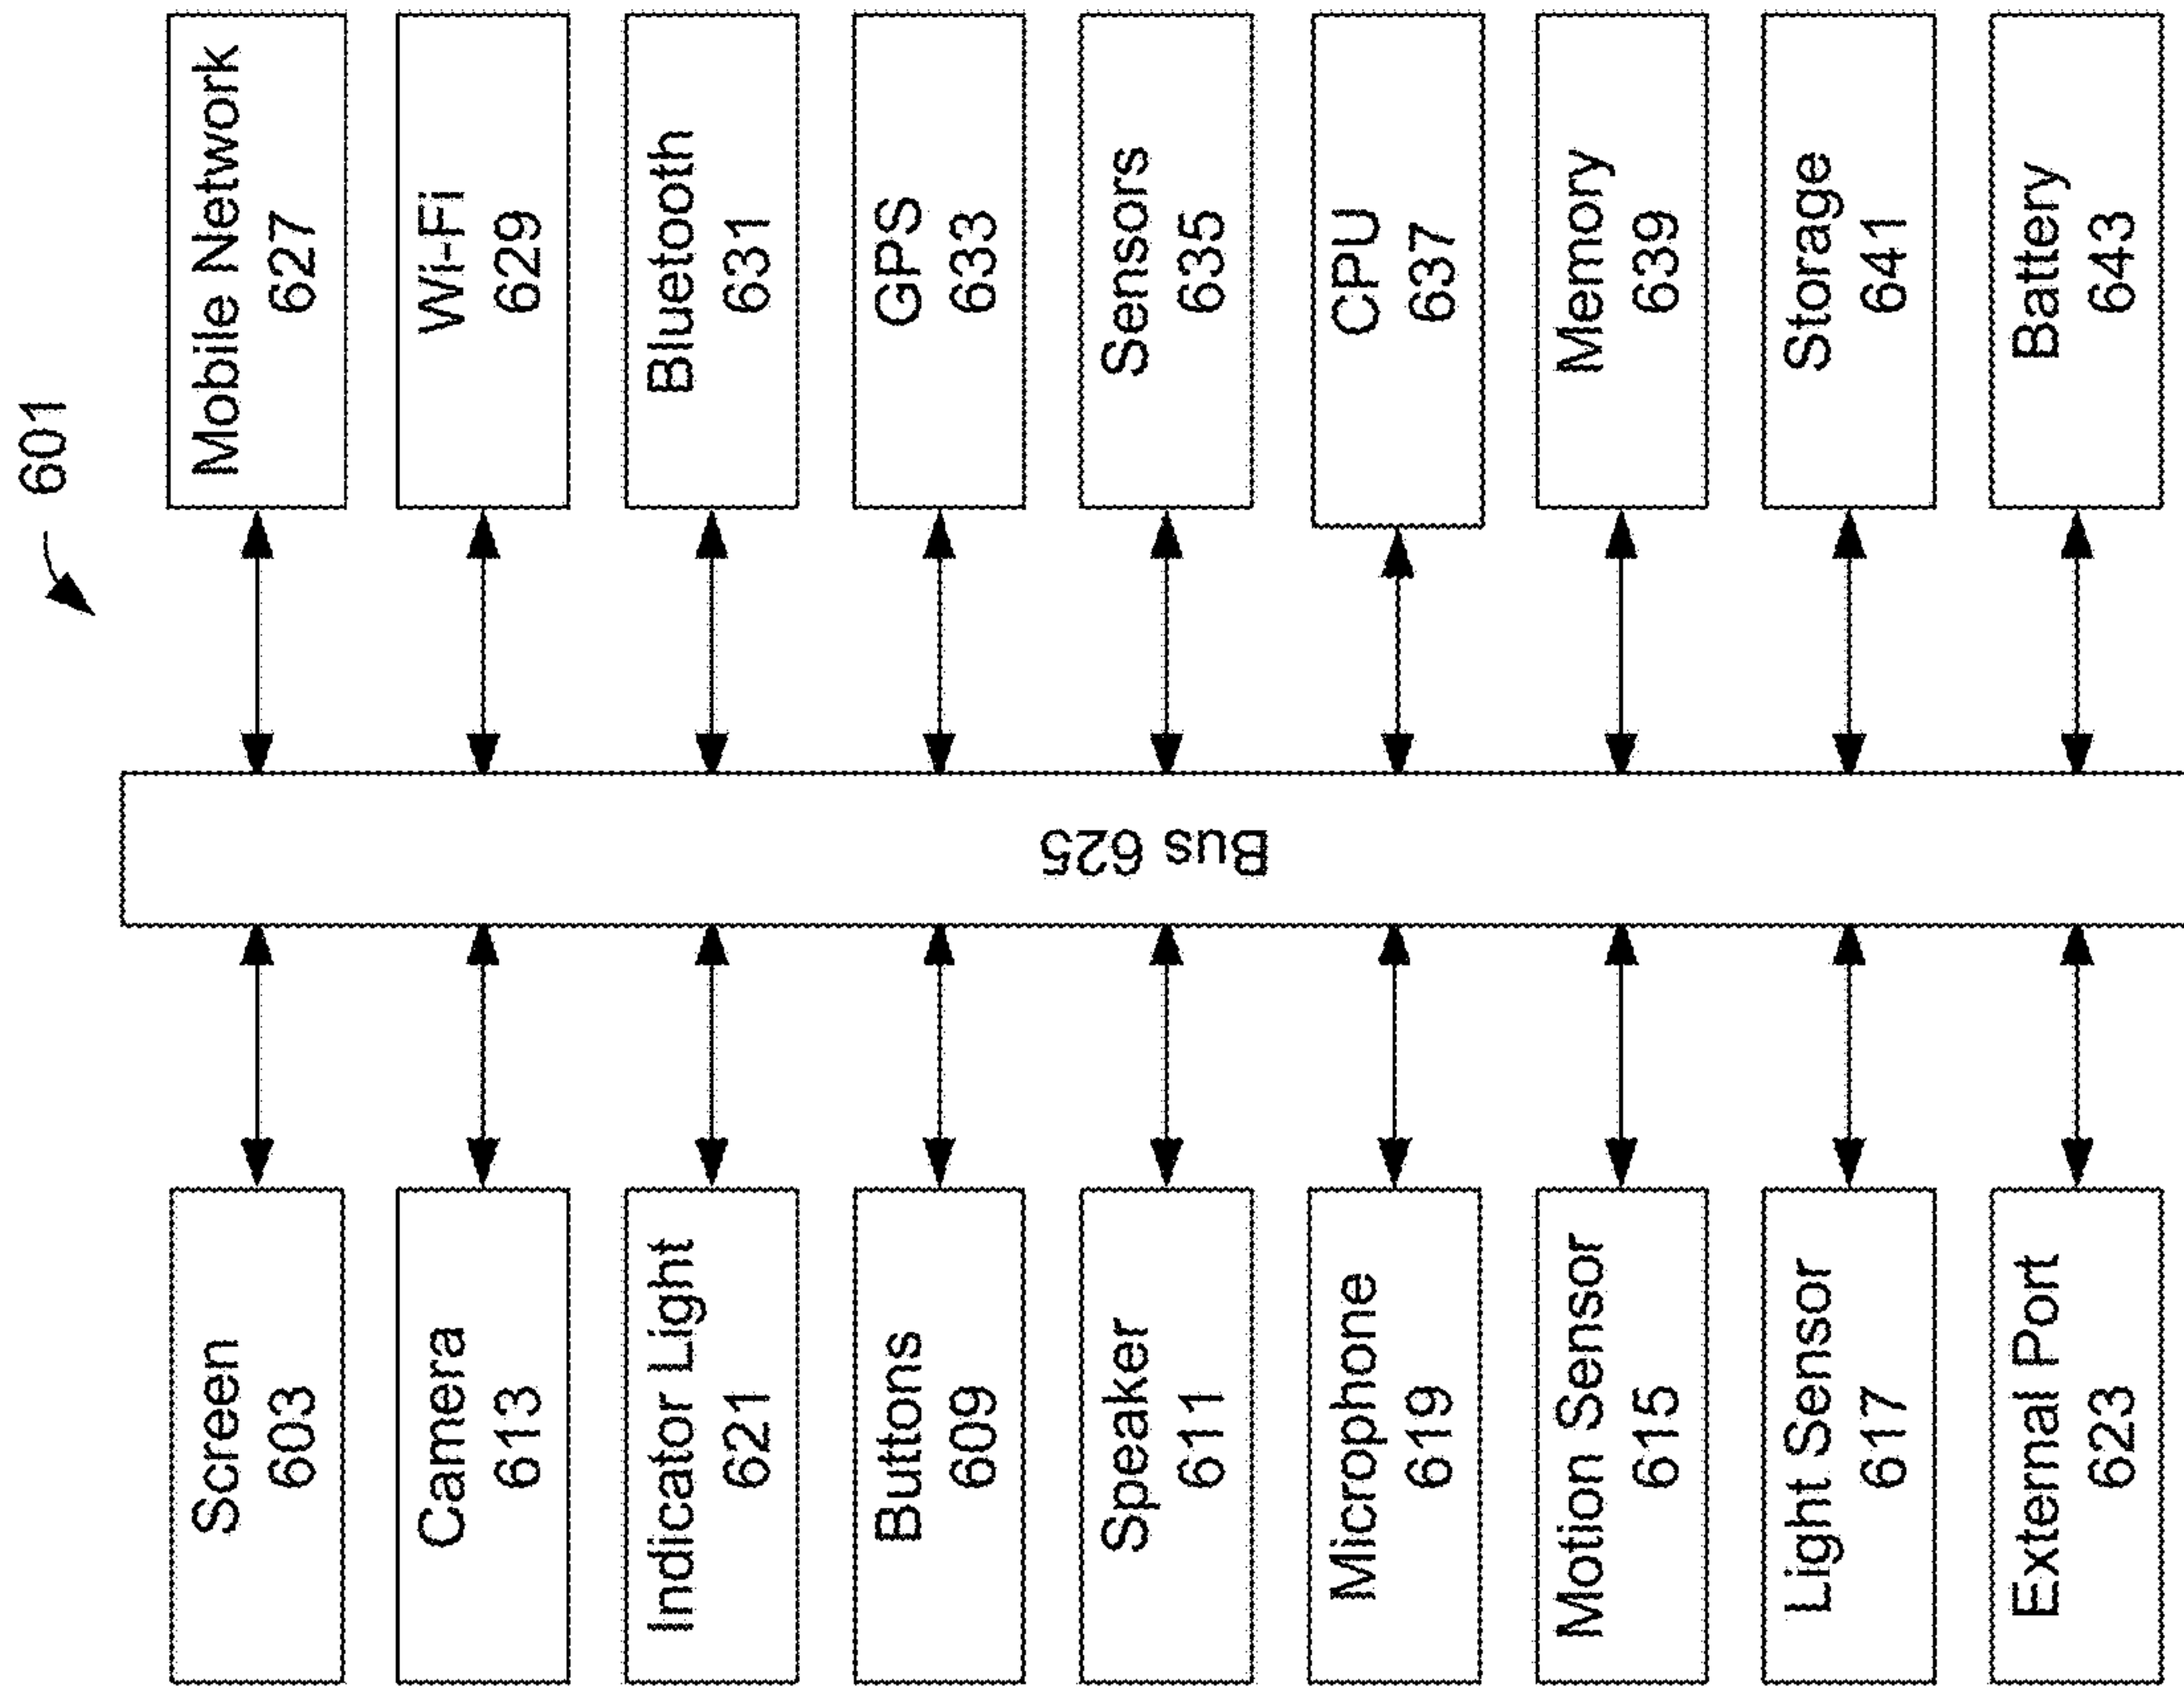 601
Screen
603
Camera
613
Indicator Light
621
Buttons
609
Speaker
611
Microphone
619
Motion Sensor
615
Light Sensor
617
External Port
623
Bus 625
Mobile Network
627
Wi-Fi
629
Bluetooth
631
GPS
633
Sensors
635
CPU
637
Memory
639
Storage
641
Battery
643